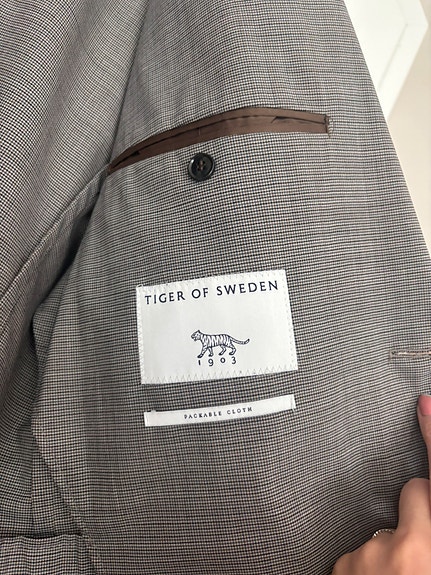 TIGER OF SWEDEN
1903
PACKABLE CLOTH